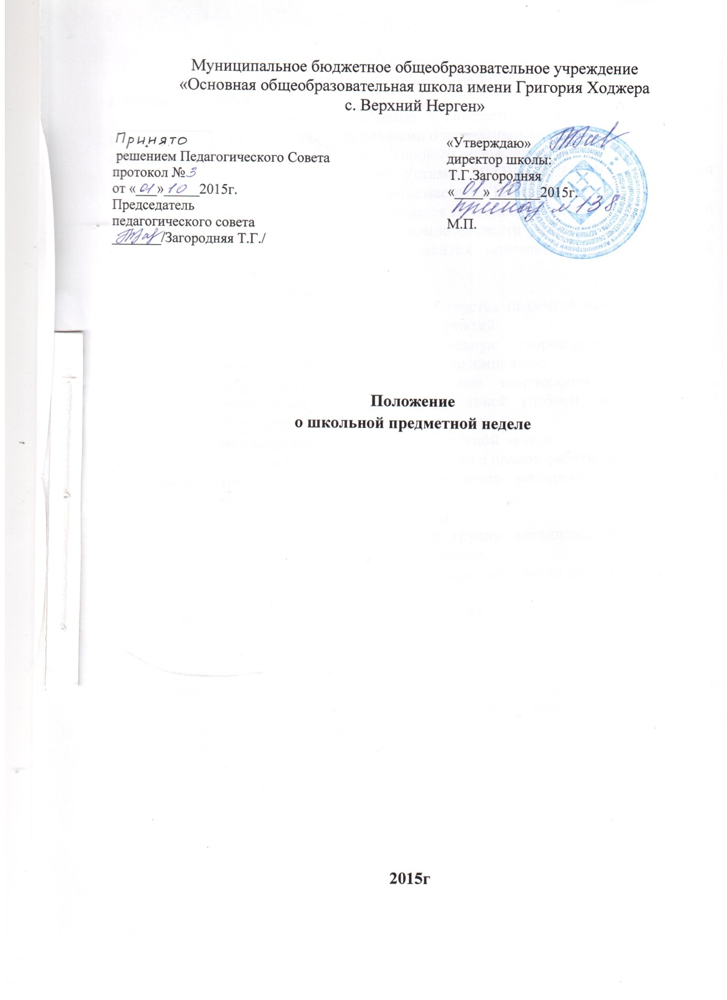 Муниципальное бюджетное общеобразовательное учреждение
«Основная общеобразовательная школа имени Григория Ходжера
с. Верхний Нерген»
Принято
решением Педагогического Совета
протокол №3
от «01» 10 2015г.
Председатель
педагогического совета
/Загородняя Т.Г./
«Утверждаю»
директор школы:
Т.Г.Загородняя
«01» 10 2015г.
приказ № 138
М.П.
Положение
о школьной предметной неделе
2015г